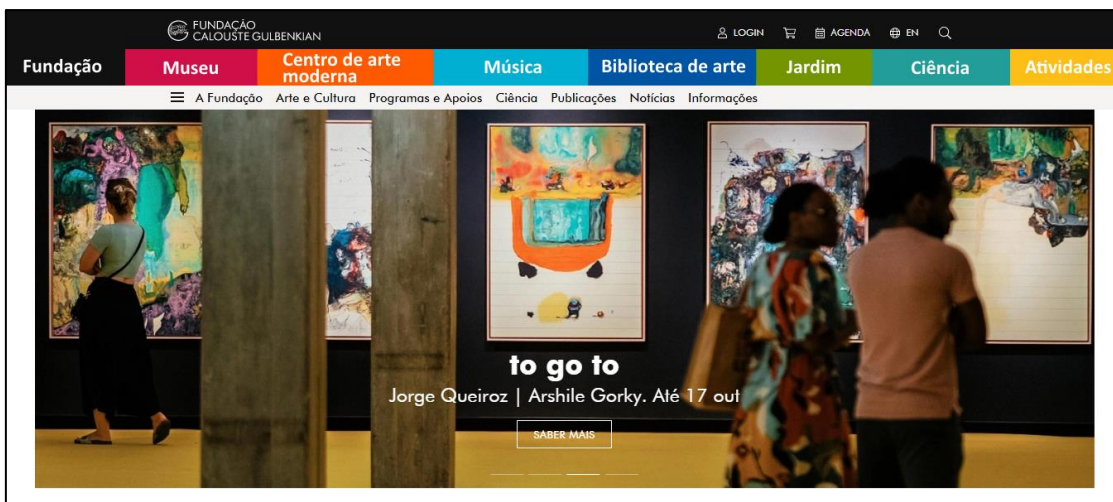 FUNDAÇÃO
CALOUSTE GULBENKIAN
LOGIN AGENDA EN
Fundação Museu Centro de arte moderna Música Biblioteca de arte Jardim Ciência Atividades
A Fundação Arte e Cultura Programas e Apoios Ciência Publicações Notícias Informações
to go to
Jorge Queiroz | Arshile Gorky. Até 17 out
SABER MAIS